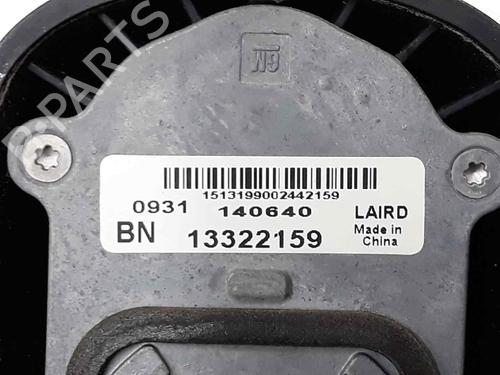 B-PARTS
GM
1513199002442159
0931 140640 LAIRD
BN 13322159 Made in
China